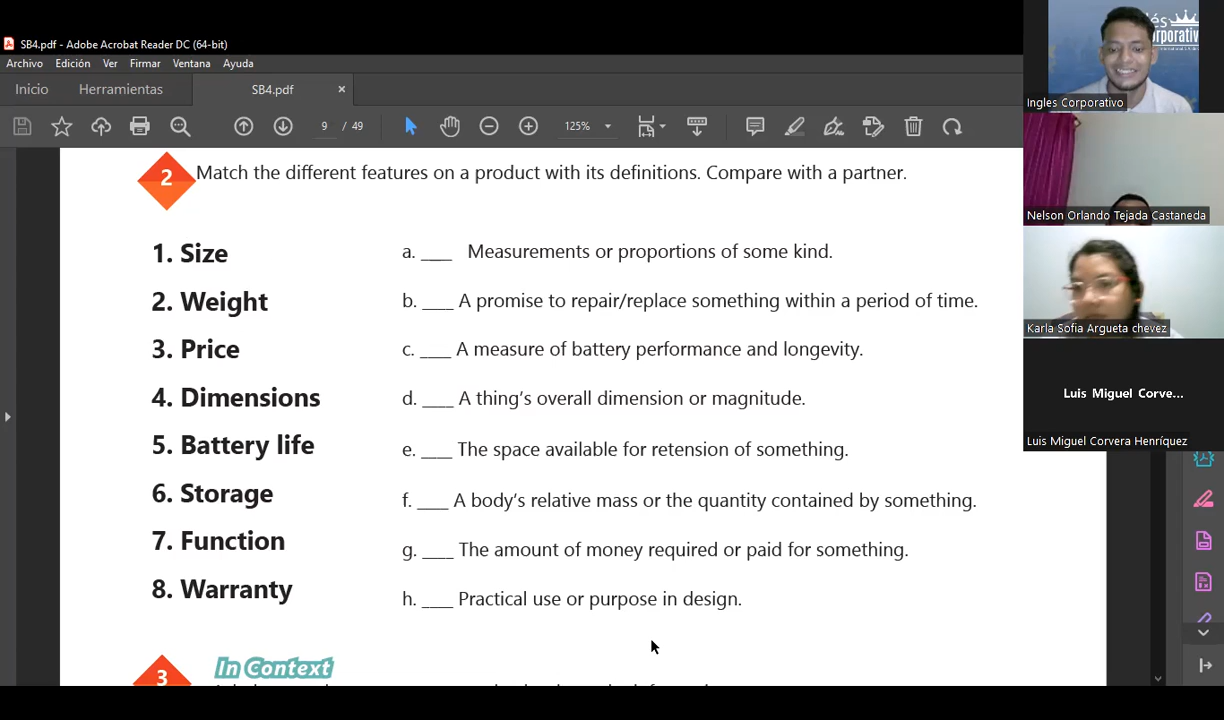 SB4.pdf - Adobe Acrobat Reader DC (64-bit)
Archivo Edición Ver Firmar Ventana Ayuda
Inicio Herramientas SB4.pdf ×
9 / 49 125%
2 Match the different features on a product with its definitions. Compare with a partner.
1. Size a. ___ Measurements or proportions of some kind.
2. Weight b. ___ A promise to repair/replace something within a period of time.
3. Price c. ___ A measure of battery performance and longevity.
4. Dimensions d. ___ A thing's overall dimension or magnitude.
5. Battery life e. ___ The space available for retension of something.
6. Storage f. ___ A body's relative mass or the quantity contained by something.
7. Function g. ___ The amount of money required or paid for something.
8. Warranty h. ___ Practical use or purpose in design.
3 In Context
Ingles Corporativo
Nelson Orlando Tejada Castaneda
Karla Sofia Argueta chevez
Luis Miguel Corve...
Luis Miguel Corvera Henríquez